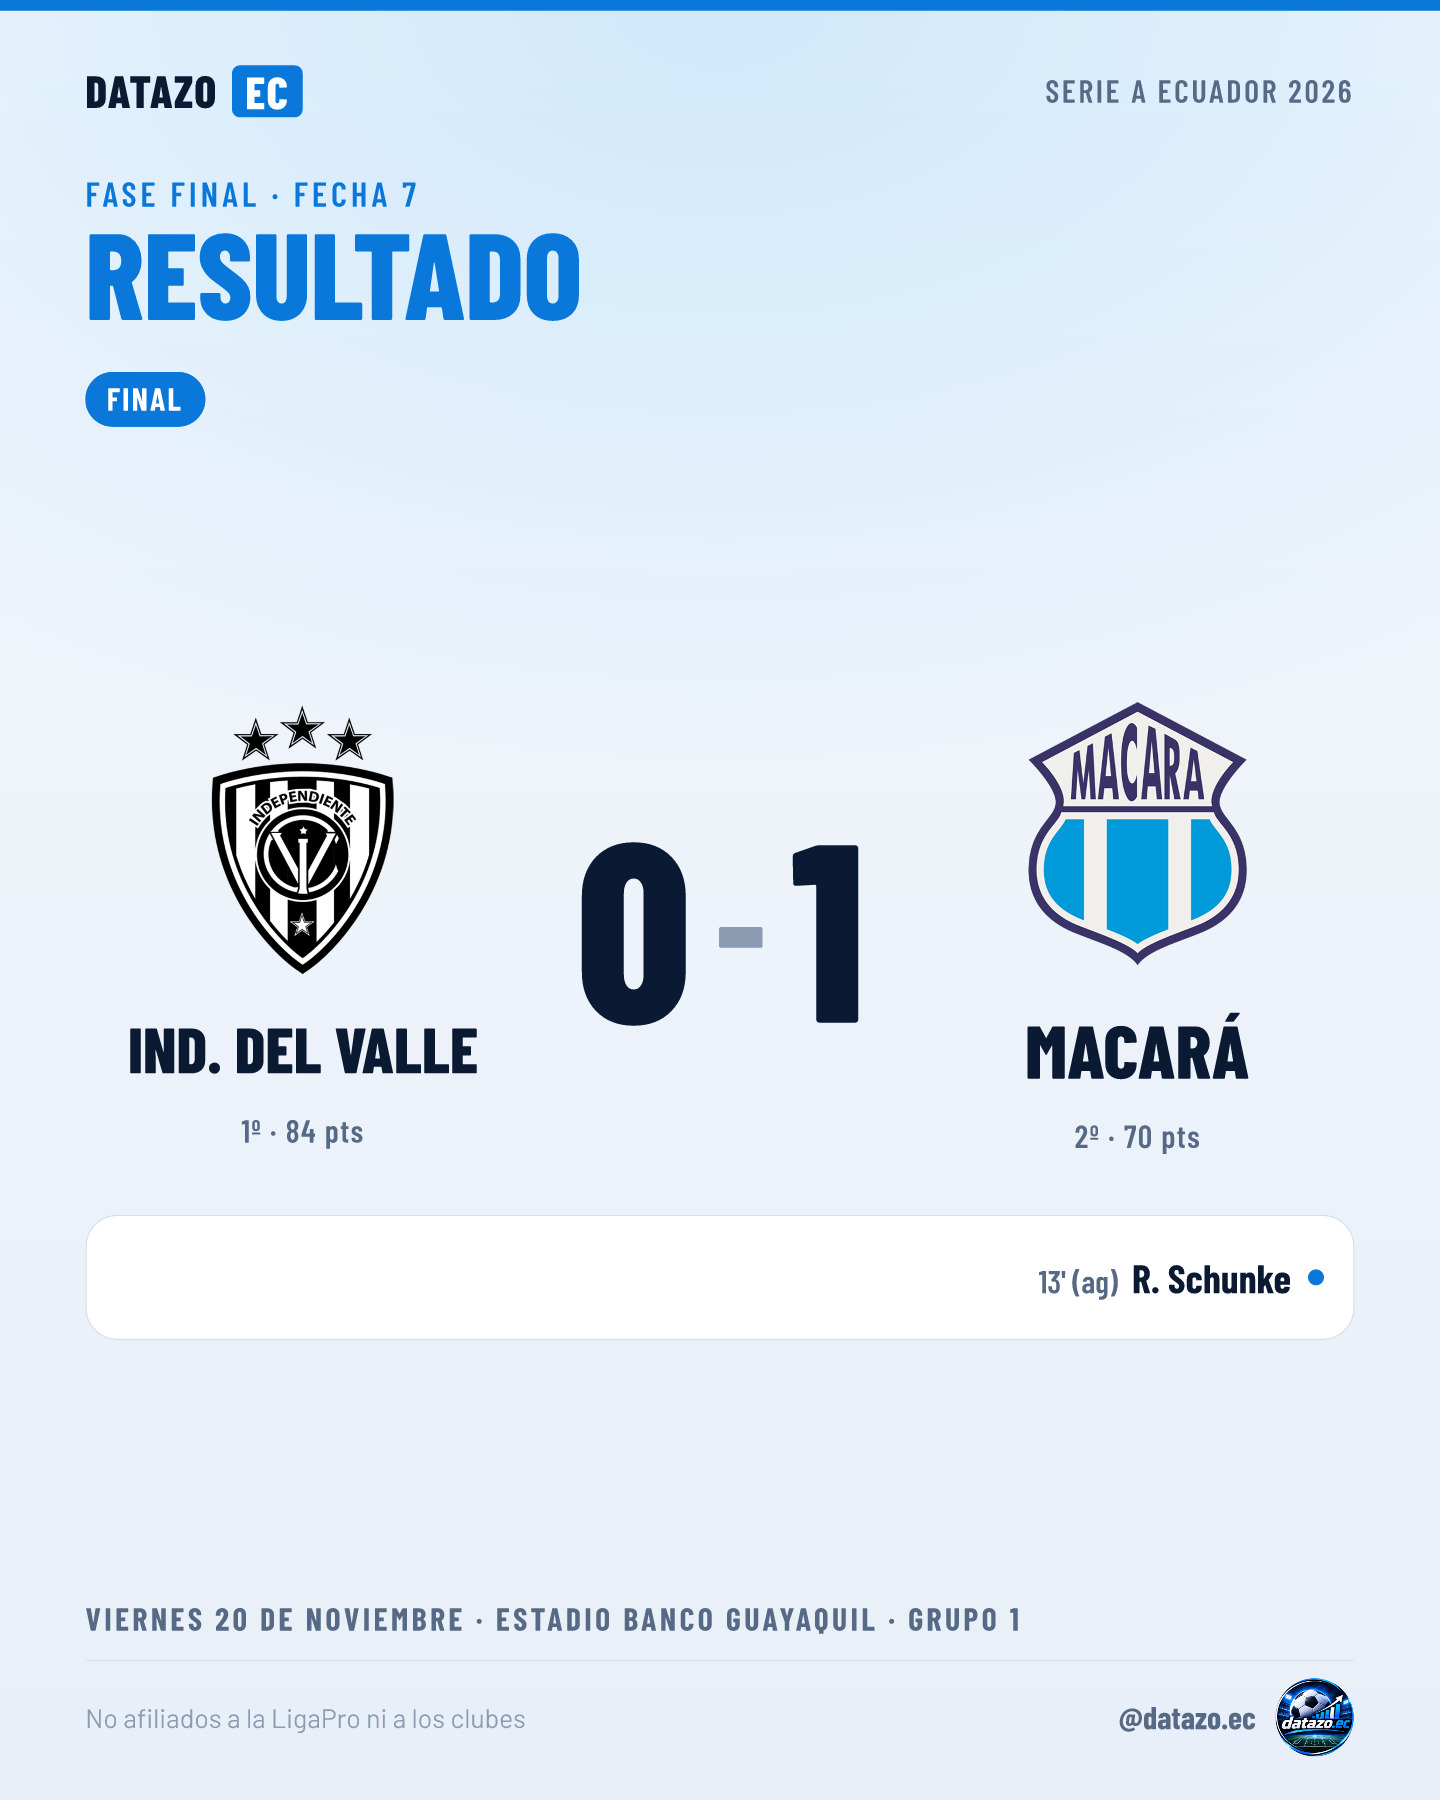 DATAZO EC
SERIE A ECUADOR 2026
FASE FINAL · FECHA 7
RESULTADO
FINAL
INDEPENDIENTE
MACARA
0 - 1
IND. DEL VALLE
MACARÁ
1º · 84 pts
2º · 70 pts
13' (ag) R. Schunke
VIERNES 20 DE NOVIEMBRE · ESTADIO BANCO GUAYAQUIL · GRUPO 1
No afiliados a la LigaPro ni a los clubes
@datazo.ec
datazo.ec